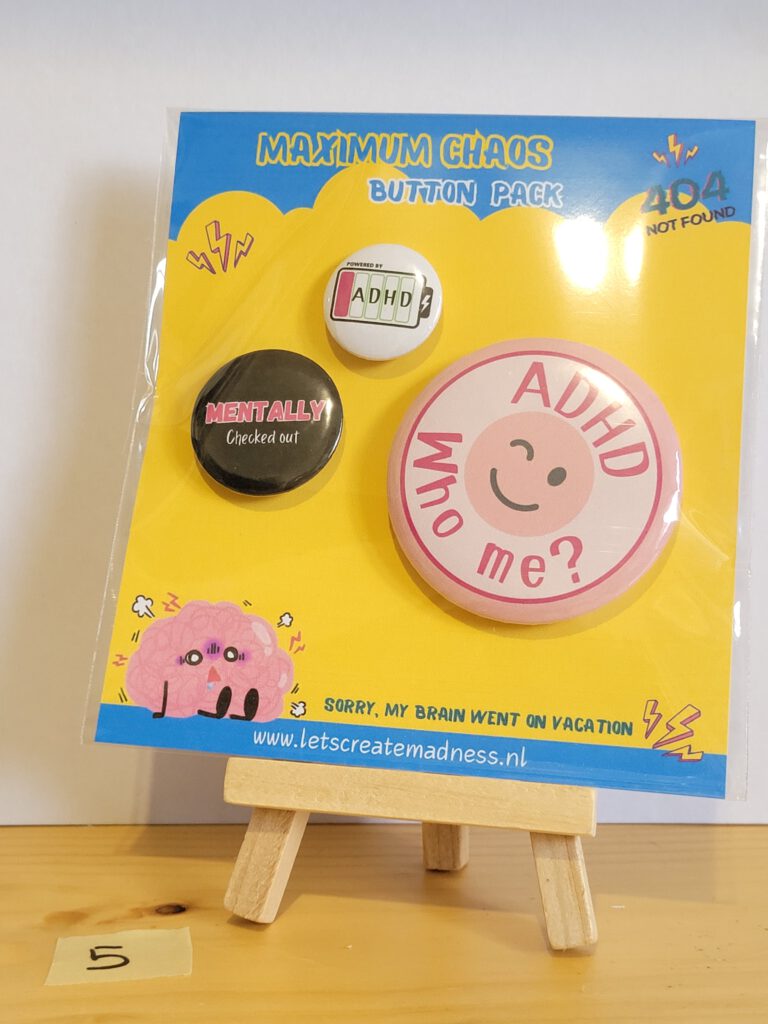 MAXIMUM CHAOS
BUTTON PACK
404
NOT FOUND
POWERED BY
ADHD
MENTALLY
Checked out
ADHD
Who me?
SORRY, MY BRAIN WENT ON VACATION
www.letscreatemadness.nl
5